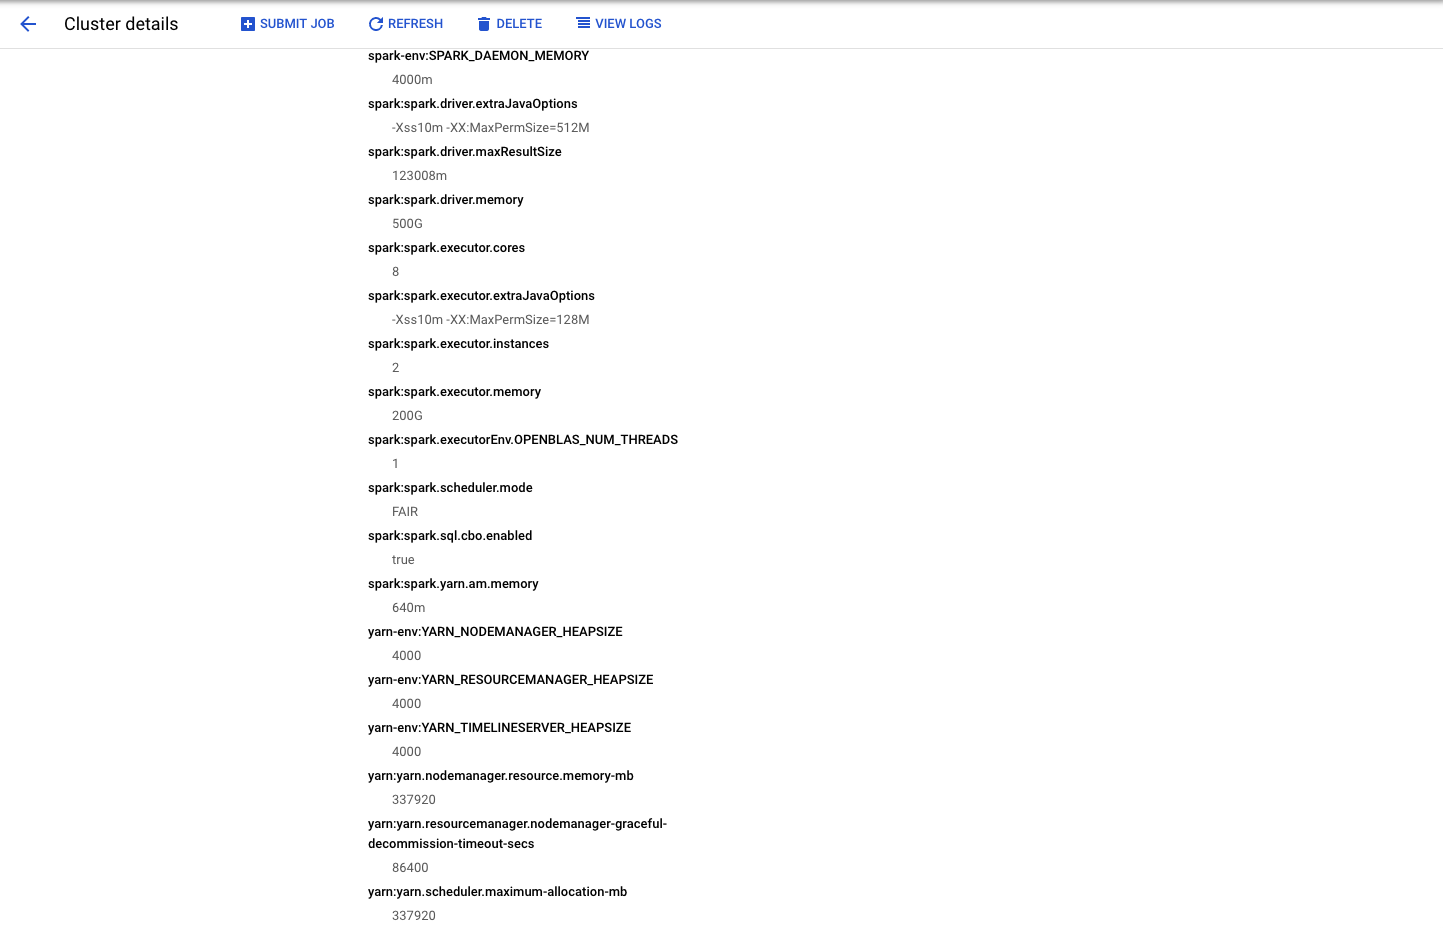 Cluster details
SUBMIT JOB
REFRESH
DELETE
VIEW LOGS
spark-env:SPARK_DAEMON_MEMORY
4000m
spark:spark.driver.extraJavaOptions
-Xss10m -XX:MaxPermSize=512M
spark:spark.driver.maxResultSize
123008m
spark:spark.driver.memory
500G
spark:spark.executor.cores
8
spark:spark.executor.extraJavaOptions
-Xss10m -XX:MaxPermSize=128M
spark:spark.executor.instances
2
spark:spark.executor.memory
200G
spark:spark.executorEnv.OPENBLAS_NUM_THREADS
1
spark:spark.scheduler.mode
FAIR
spark:spark.sql.cbo.enabled
true
spark:spark.yarn.am.memory
640m
yarn-env:YARN_NODEMANAGER_HEAPSIZE
4000
yarn-env:YARN_RESOURCEMANAGER_HEAPSIZE
4000
yarn-env:YARN_TIMELINESERVER_HEAPSIZE
4000
yarn:yarn.nodemanager.resource.memory-mb
337920
yarn:yarn.resourcemanager.nodemanager-graceful-
decommission-timeout-secs
86400
yarn:yarn.scheduler.maximum-allocation-mb
337920